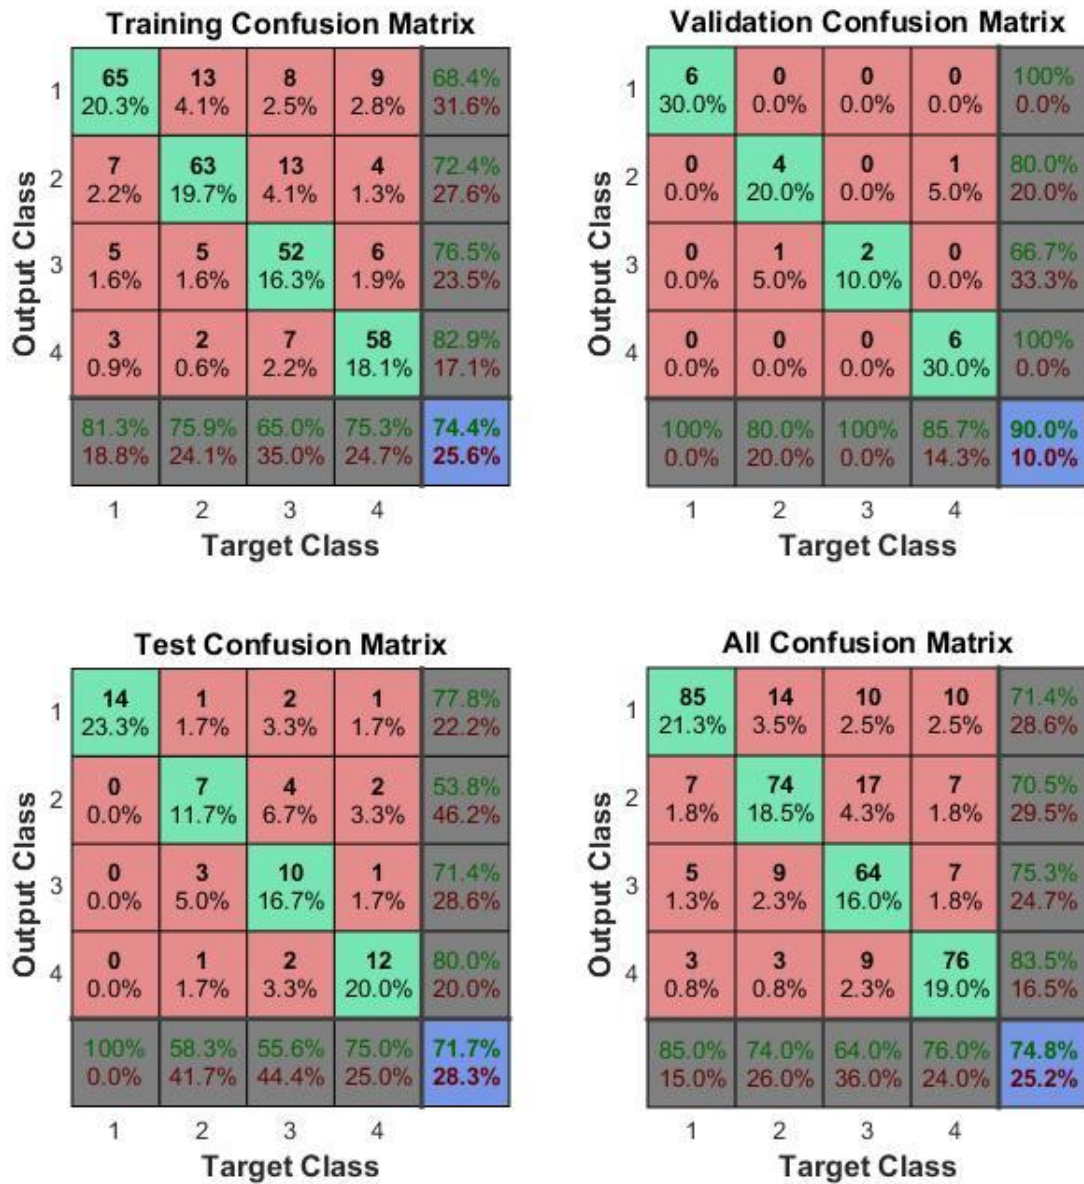 Training Confusion Matrix
1 65 13 8 9 68.4%
20.3% 4.1% 2.5% 2.8% 31.6%
2 7 63 13 4 72.4%
2.2% 19.7% 4.1% 1.3% 27.6%
3 5 5 52 6 76.5%
1.6% 1.6% 16.3% 1.9% 23.5%
4 3 2 7 58 82.9%
0.9% 0.6% 2.2% 18.1% 17.1%
81.3% 75.9% 65.0% 75.3% 74.4%
18.8% 24.1% 35.0% 24.7% 25.6%
1 2 3 4
Target Class
Output Class
Validation Confusion Matrix
1 6 0 0 0 100%
30.0% 0.0% 0.0% 0.0% 0.0%
2 0 4 0 1 80.0%
0.0% 20.0% 0.0% 5.0% 20.0%
3 0 1 2 0 66.7%
0.0% 5.0% 10.0% 0.0% 33.3%
4 0 0 0 6 100%
0.0% 0.0% 0.0% 30.0% 0.0%
100% 80.0% 100% 85.7% 90.0%
0.0% 20.0% 0.0% 14.3% 10.0%
1 2 3 4
Target Class
Output Class
Test Confusion Matrix
1 14 1 2 1 77.8%
23.3% 1.7% 3.3% 1.7% 22.2%
2 0 7 4 2 53.8%
0.0% 11.7% 6.7% 3.3% 46.2%
3 0 3 10 1 71.4%
0.0% 5.0% 16.7% 1.7% 28.6%
4 0 1 2 12 80.0%
0.0% 1.7% 3.3% 20.0% 20.0%
100% 58.3% 55.6% 75.0% 71.7%
0.0% 41.7% 44.4% 25.0% 28.3%
1 2 3 4
Target Class
Output Class
All Confusion Matrix
1 85 14 10 10 71.4%
21.3% 3.5% 2.5% 2.5% 28.6%
2 7 74 17 7 70.5%
1.8% 18.5% 4.3% 1.8% 29.5%
3 5 9 64 7 75.3%
1.3% 2.3% 16.0% 1.8% 24.7%
4 3 3 9 76 83.5%
0.8% 0.8% 2.3% 19.0% 16.5%
85.0% 74.0% 64.0% 76.0% 74.8%
15.0% 26.0% 36.0% 24.0% 25.2%
1 2 3 4
Target Class
Output Class